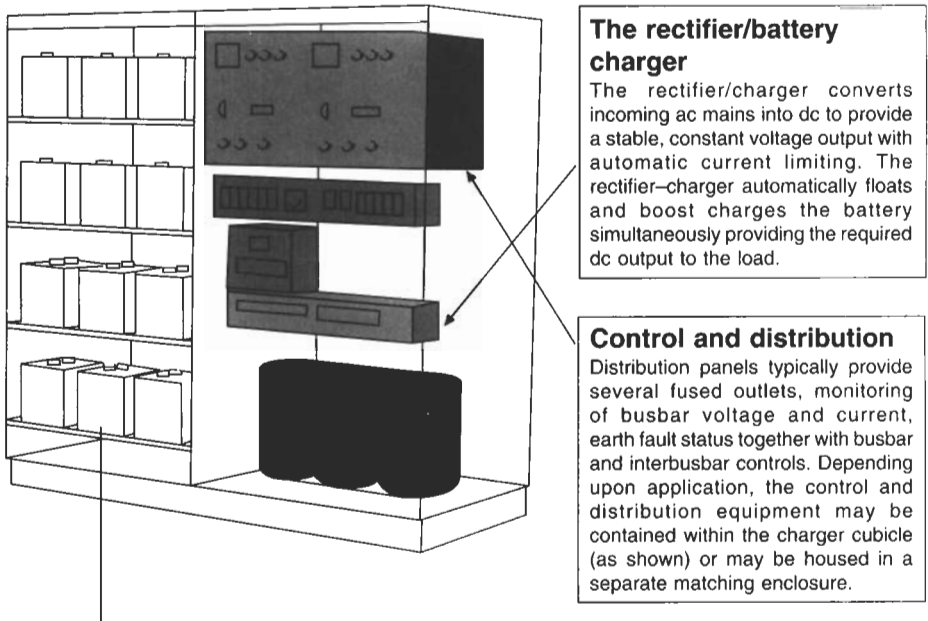 The rectifier/battery
charger
The rectifier/charger converts
incoming ac mains into dc to provide
a stable, constant voltage output with
automatic current limiting. The
rectifier–charger automatically floats
and boost charges the battery
simultaneously providing the required
dc output to the load.
Control and distribution
Distribution panels typically provide
several fused outlets, monitoring
of busbar voltage and current,
earth fault status together with busbar
and interbusbar controls. Depending
upon application, the control and
distribution equipment may be
contained within the charger cubicle
(as shown) or may be housed in a
separate matching enclosure.